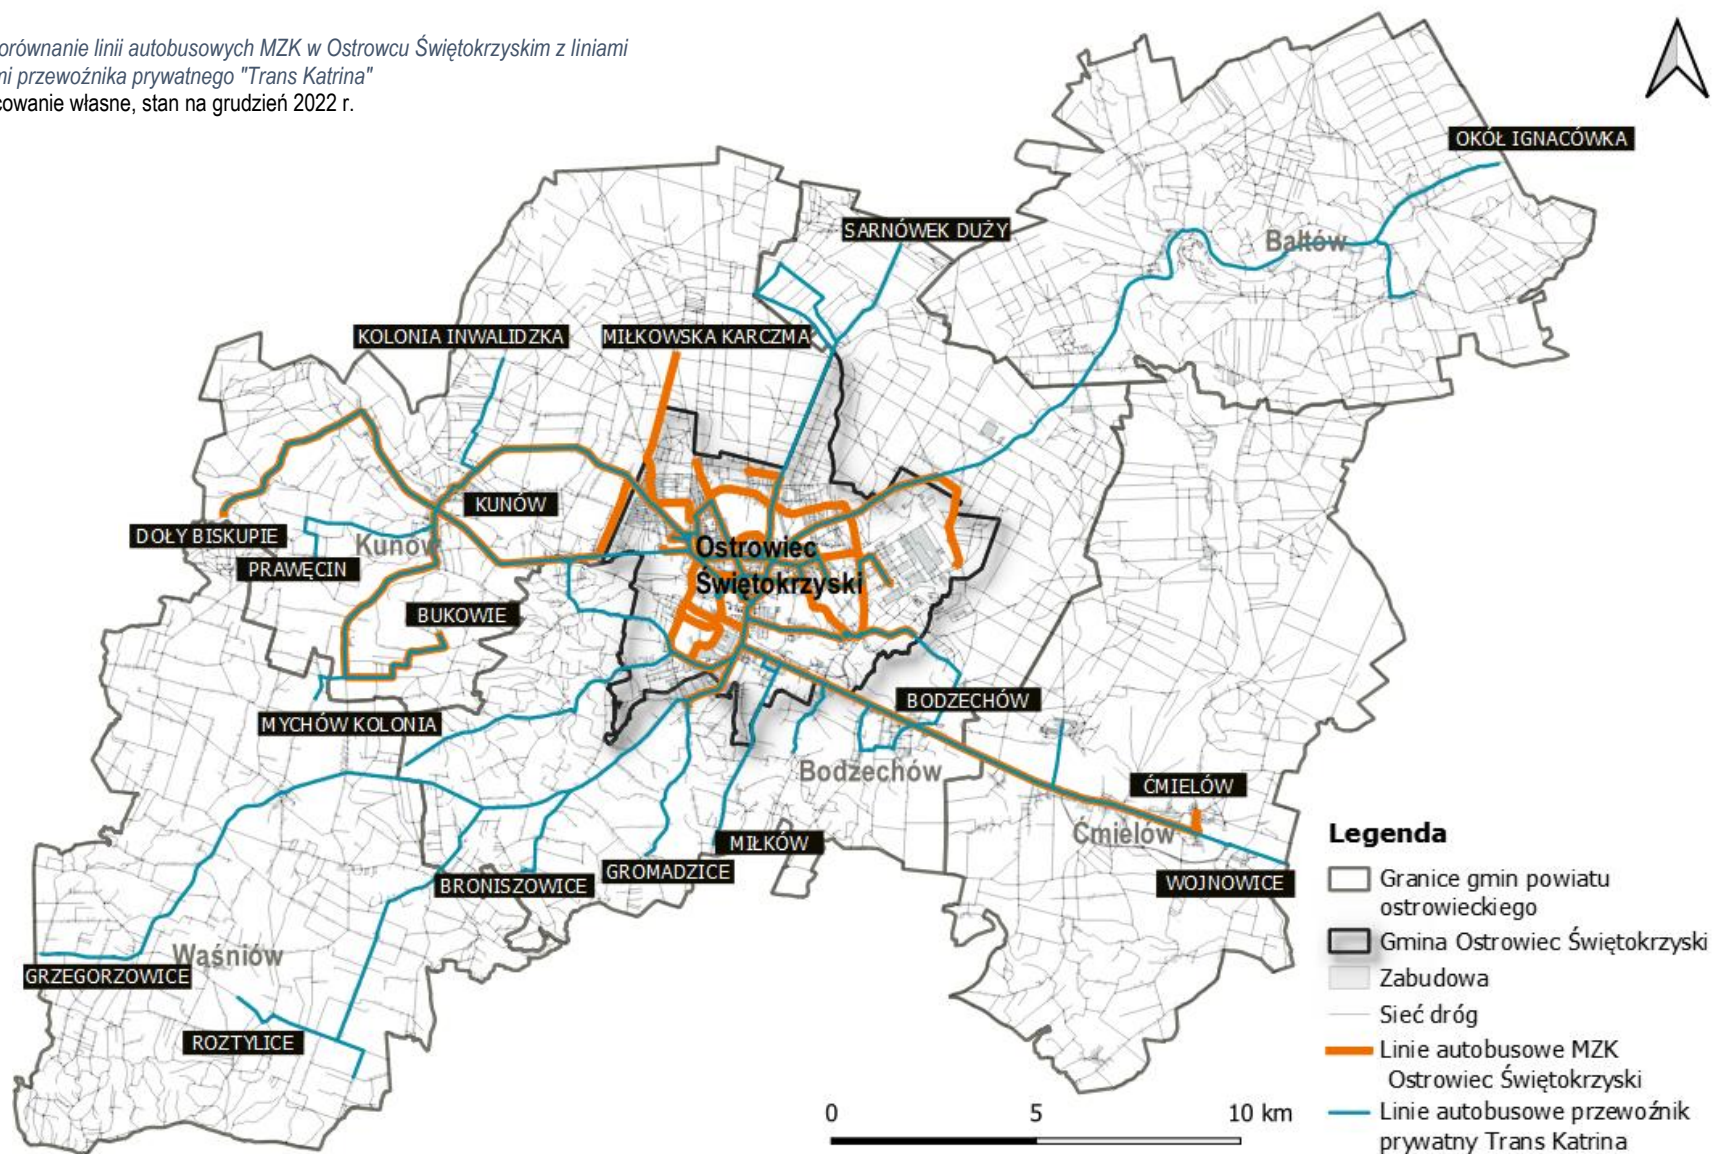 orównanie linii autobusowych MZK w Ostrowcu Świętokrzyskim z liniami
mi przewoźnika prywatnego "Trans Katrina"
cowanie własne, stan na grudzień 2022 r.
OKÓŁ IGNACÓWKA
SARNÓWEK DUŻY
Bałtów
KOLONIA INWALIDZKA
MIŁKOWSKA KARCZMA
KUNÓW
DOŁY BISKUPIE
Kunów
PRAWĘCIN
Ostrowiec
Świętokrzyski
BUKOWIE
BODZECHÓW
MYCHÓW KOLONIA
Bodzechów
ĆMIELÓW
Ćmielów
MIŁKÓW
GROMADZICE
BRONISZOWICE
WOJNOWICE
Waśniów
GRZEGORZOWICE
ROZTYLICE
Legenda
Granice gmin powiatu
ostrowieckiego
Gmina Ostrowiec Świętokrzyski
Zabudowa
Sieć dróg
Linie autobusowe MZK
Ostrowiec Świętokrzyski
Linie autobusowe przewoźnik
prywatny Trans Katrina
0 5 10 km